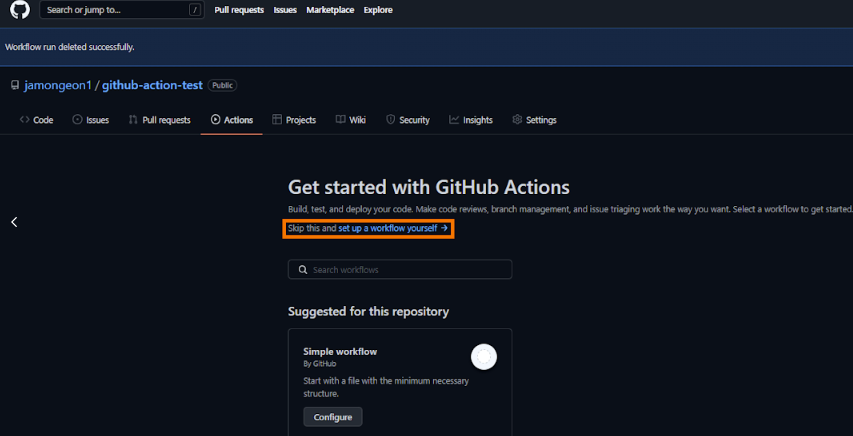 Search or jump to... /
Pull requests Issues Marketplace Explore
Workflow run deleted successfully.
jamongeon1 / github-action-test Public
Code Issues Pull requests Actions Projects Wiki Security Insights Settings
Get started with GitHub Actions
Build, test, and deploy your code. Make code reviews, branch management, and issue triaging work the way you want. Select a workflow to get started.
Skip this and set up a workflow yourself →
Search workflows
Suggested for this repository
Simple workflow
By GitHub
Start with a file with the minimum necessary
structure.
Configure